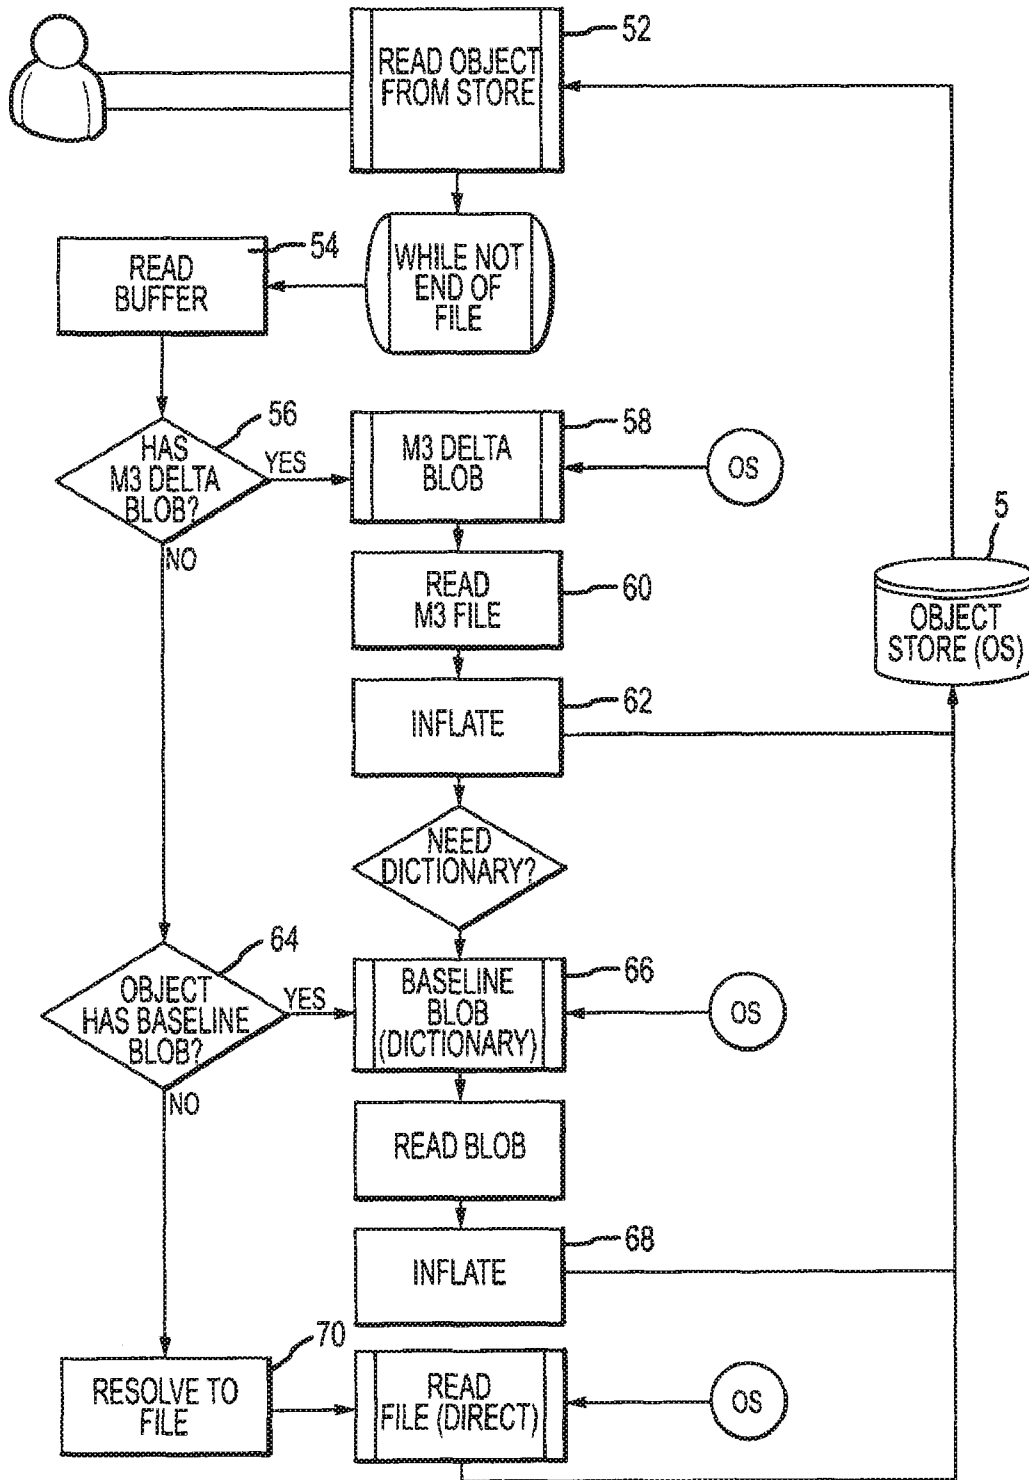 READ OBJECT
FROM STORE
52
WHILE NOT
END OF
FILE
54
READ
BUFFER
56
HAS
M3 DELTA
BLOB?
YES
NO
58
M3 DELTA
BLOB
OS
READ
M3 FILE
60
5
OBJECT
STORE (OS)
INFLATE
62
NEED
DICTIONARY?
64
OBJECT
HAS BASELINE
BLOB?
YES
NO
BASELINE
BLOB
(DICTIONARY)
66
OS
READ BLOB
INFLATE
68
70
RESOLVE TO
FILE
READ
FILE (DIRECT)
OS